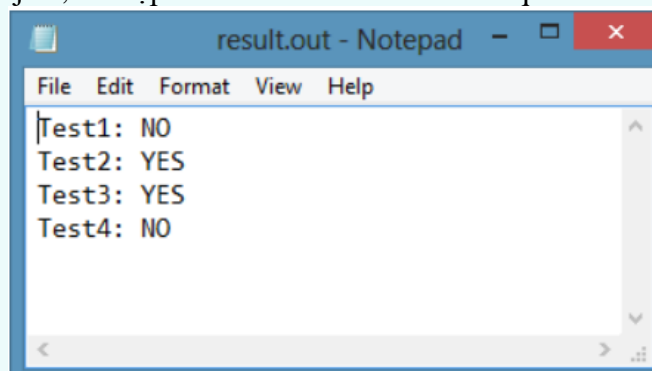 result.out - Notepad
File Edit Format View Help
Test1: NO
Test2: YES
Test3: YES
Test4: NO